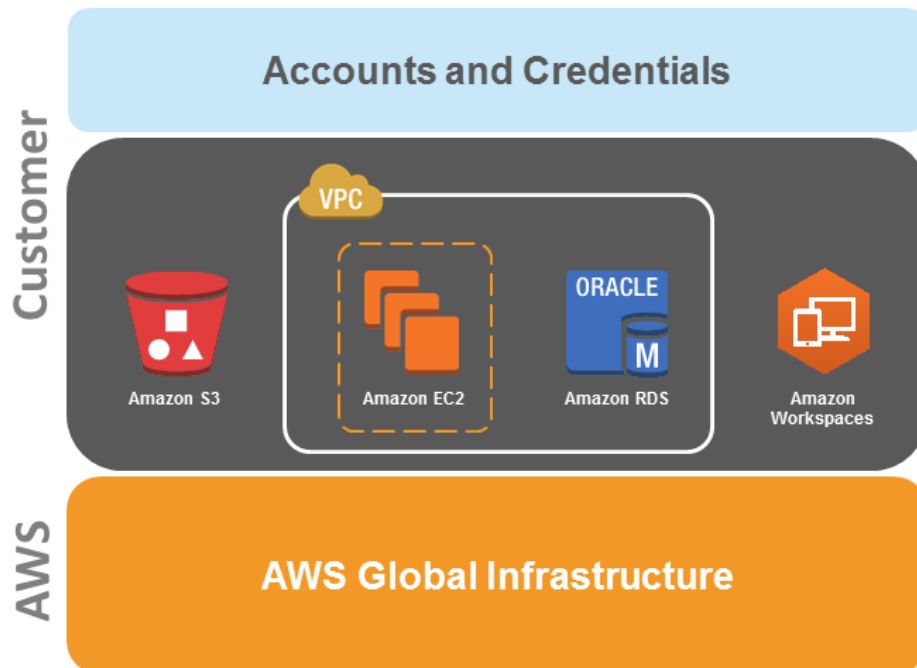 Accounts and Credentials
Customer
VPC
ORACLE
M
Amazon S3
Amazon EC2
Amazon RDS
Amazon
Workspaces
AWS
AWS Global Infrastructure